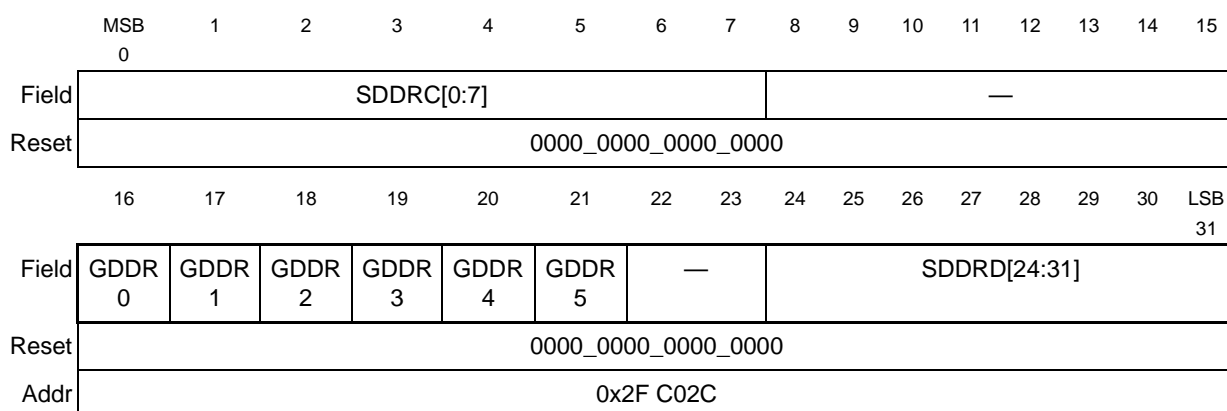 MSB 0 1 2 3 4 5 6 7 8 9 10 11 12 13 14 15
Field SDDRC[0:7] —
Reset 0000_0000_0000_0000
16 17 18 19 20 21 22 23 24 25 26 27 28 29 30 LSB 31
Field GDDR 0 GDDR 1 GDDR 2 GDDR 3 GDDR 4 GDDR 5 — SDDRD[24:31]
Reset 0000_0000_0000_0000
Addr 0x2F C02C